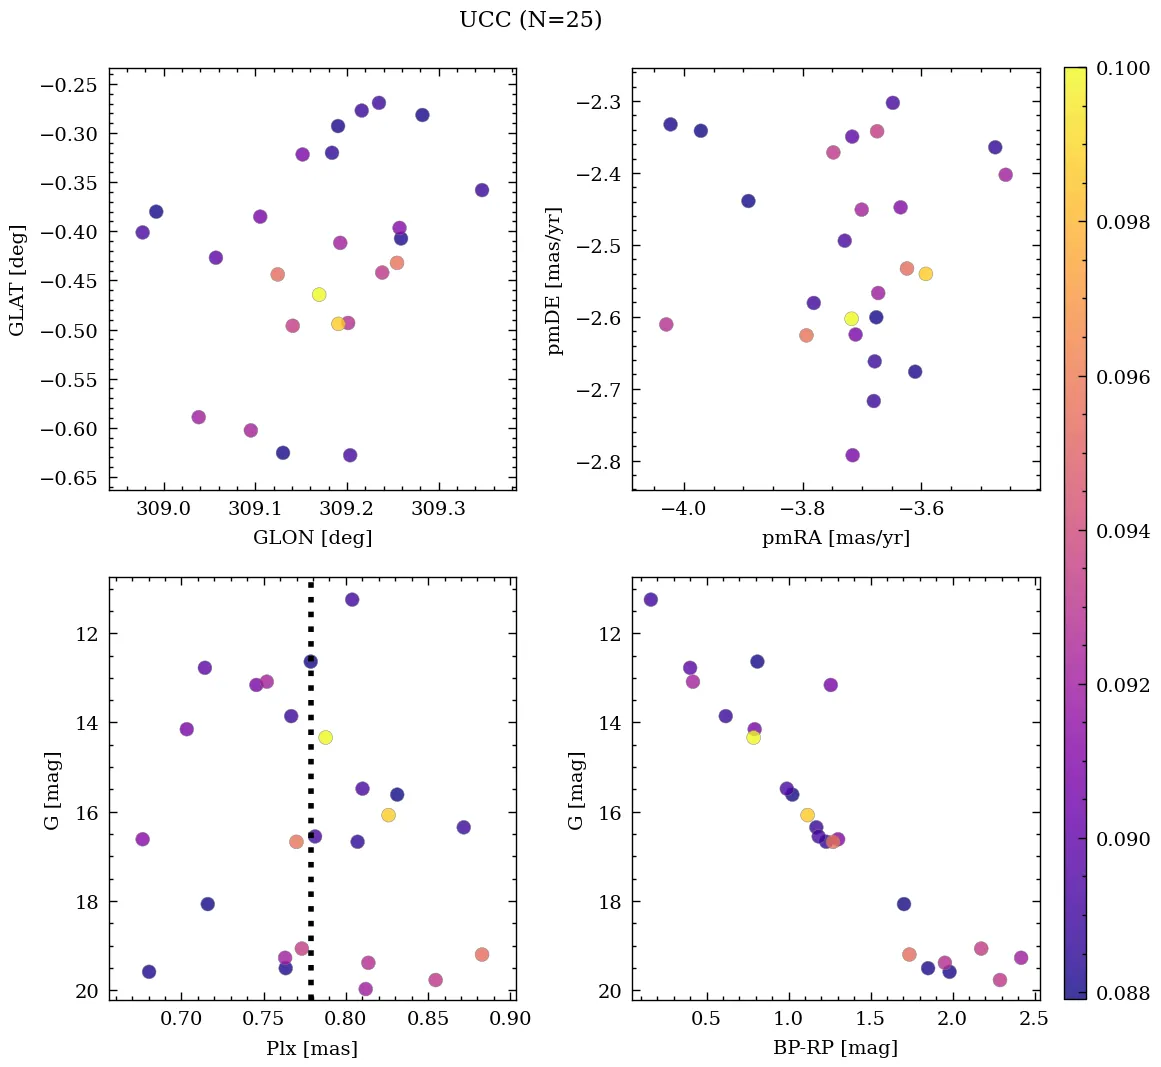 UCC (N=25)
−0.25
−0.30
−0.35
−0.40
−0.45
−0.50
−0.55
−0.60
−0.65
GLAT [deg]
309.0 309.1 309.2 309.3
GLON [deg]
−2.3
−2.4
−2.5
−2.6
−2.7
−2.8
pmDE [mas/yr]
−4.0 −3.8 −3.6
pmRA [mas/yr]
12
14
16
18
20
G [mag]
0.70 0.75 0.80 0.85 0.90
Plx [mas]
12
14
16
18
20
G [mag]
0.5 1.0 1.5 2.0 2.5
BP-RP [mag]
0.100
0.098
0.096
0.094
0.092
0.090
0.088